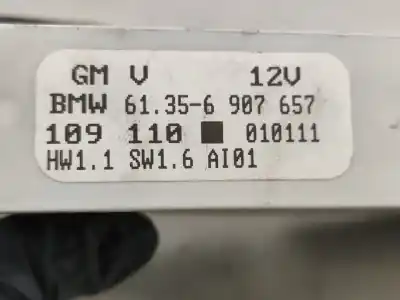 GM V 12V
BMW 61.35-6 907 657
109 110 ■ 010111
HW1.1 SW1.6 AI01